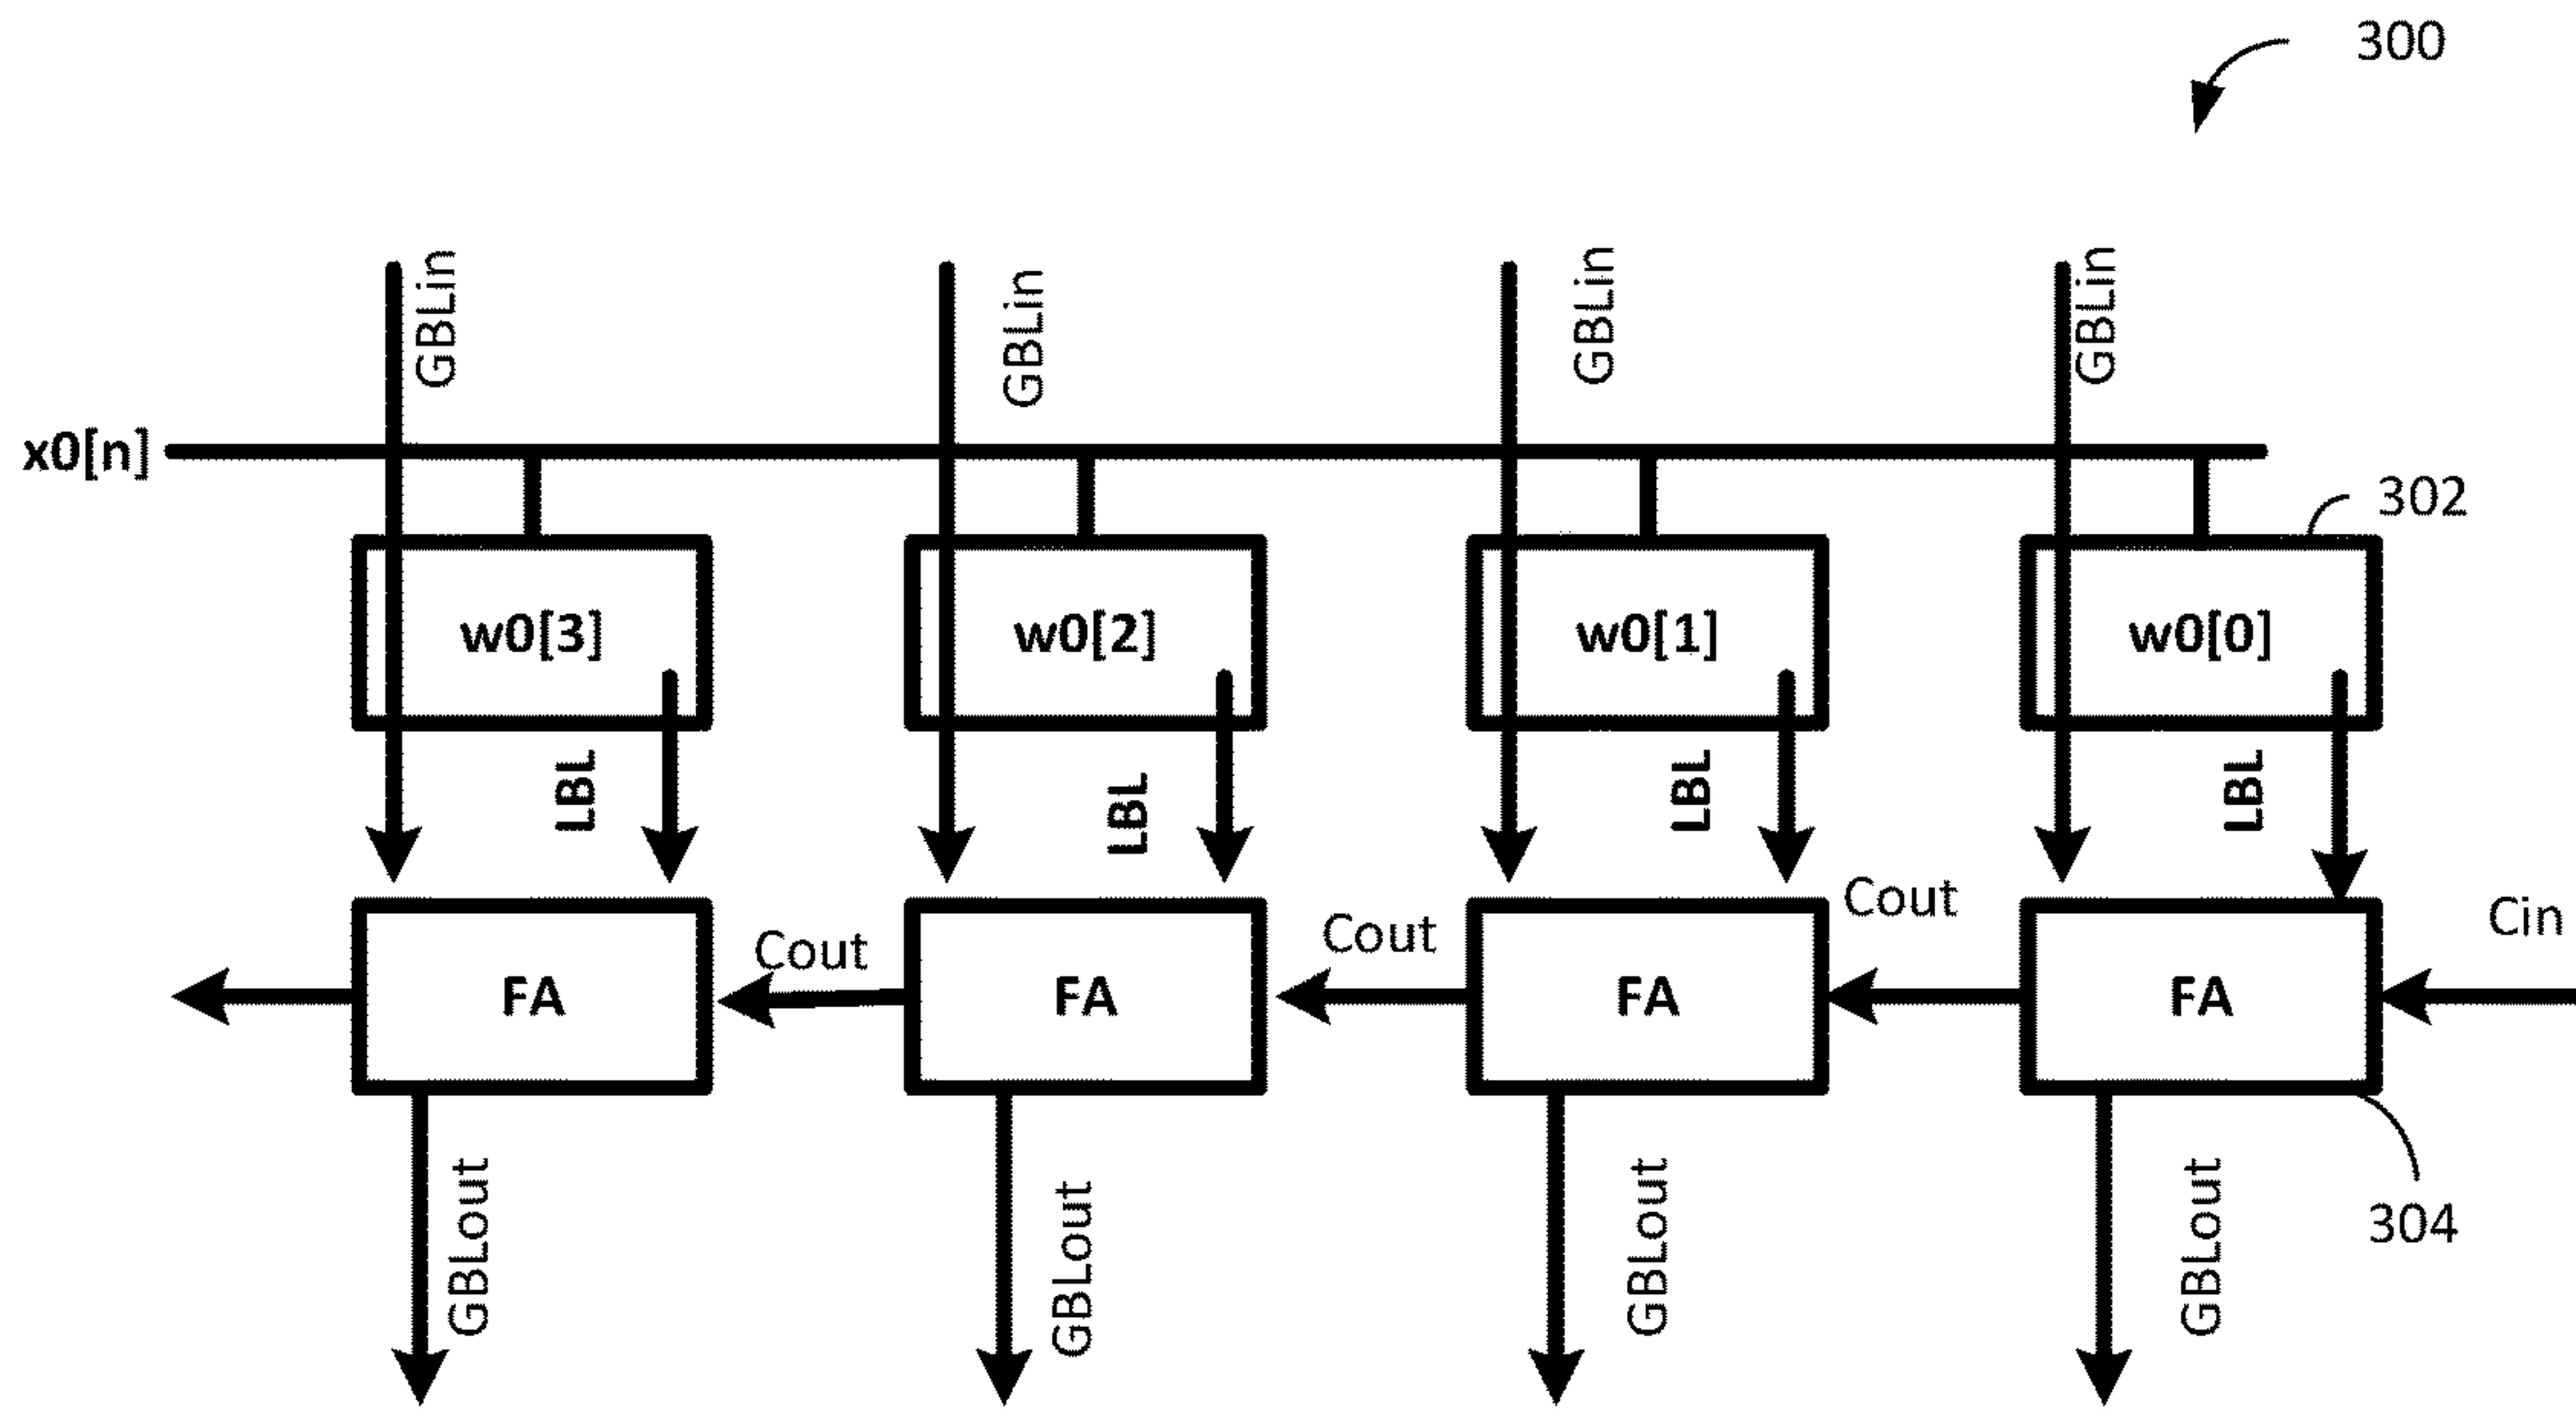 300
GBLin GBLin GBLin GBLin
x0[n]
302
w0[3] w0[2] w0[1] w0[0]
LBL LBL LBL LBL
Cout Cout Cout Cin
FA FA FA FA
GBLout GBLout GBLout GBLout
304